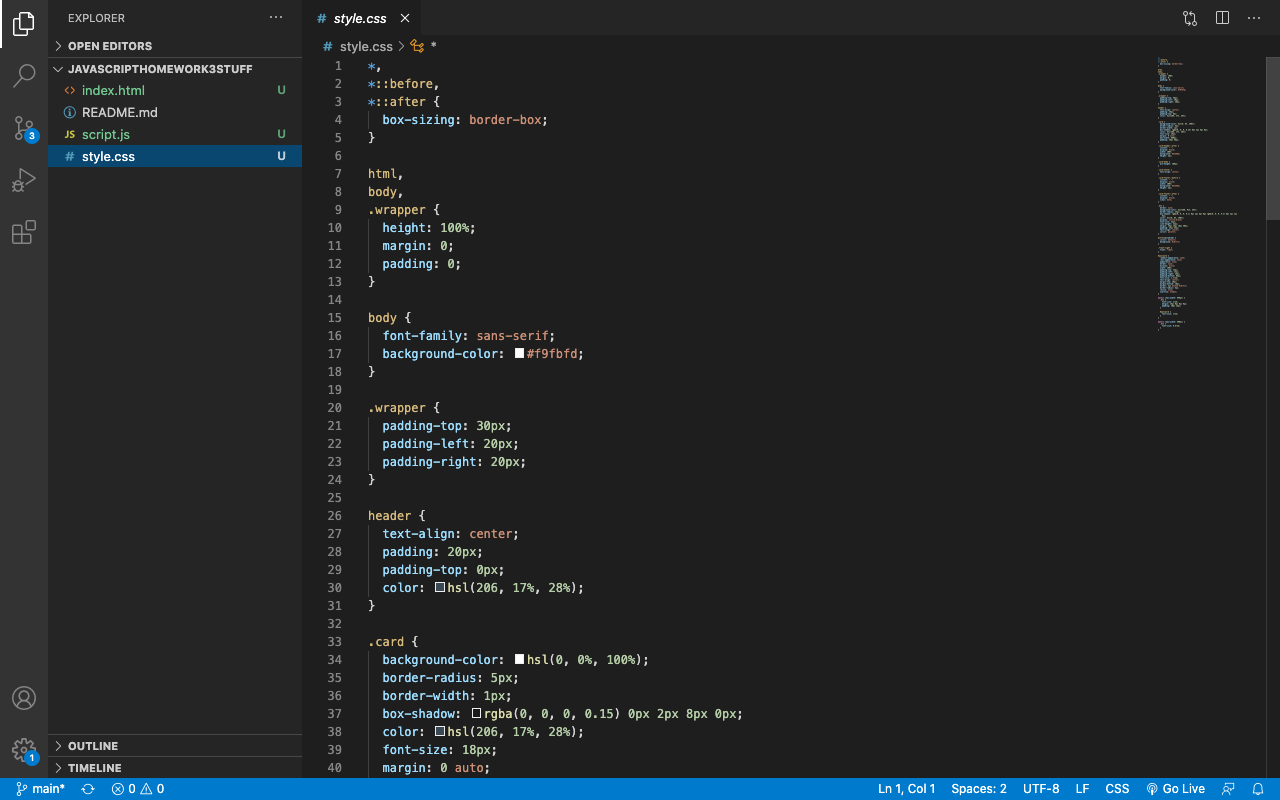 EXPLORER
OPEN EDITORS
JAVASCRIPTHOMEWORK3STUFF
index.html U
README.md
JS script.js U
# style.css U
OUTLINE
TIMELINE
3
1
# style.css
# style.css > *
1 *,
2 *::before,
3 *::after {
4 box-sizing: border-box;
5 }
6
7 html,
8 body,
9 .wrapper {
10 height: 100%;
11 margin: 0;
12 padding: 0;
13 }
14
15 body {
16 font-family: sans-serif;
17 background-color: #f9fbfd;
18 }
19
20 .wrapper {
21 padding-top: 30px;
22 padding-left: 20px;
23 padding-right: 20px;
24 }
25
26 header {
27 text-align: center;
28 padding: 20px;
29 padding-top: 0px;
30 color: hsl(206, 17%, 28%);
31 }
32
33 .card {
34 background-color: hsl(0, 0%, 100%);
35 border-radius: 5px;
36 border-width: 1px;
37 box-shadow: rgba(0, 0, 0, 0.15) 0px 2px 8px 0px;
38 color: hsl(206, 17%, 28%);
39 font-size: 18px;
40 margin: 0 auto;
main* 0 0 Ln 1, Col 1 Spaces: 2 UTF-8 LF CSS Go Live